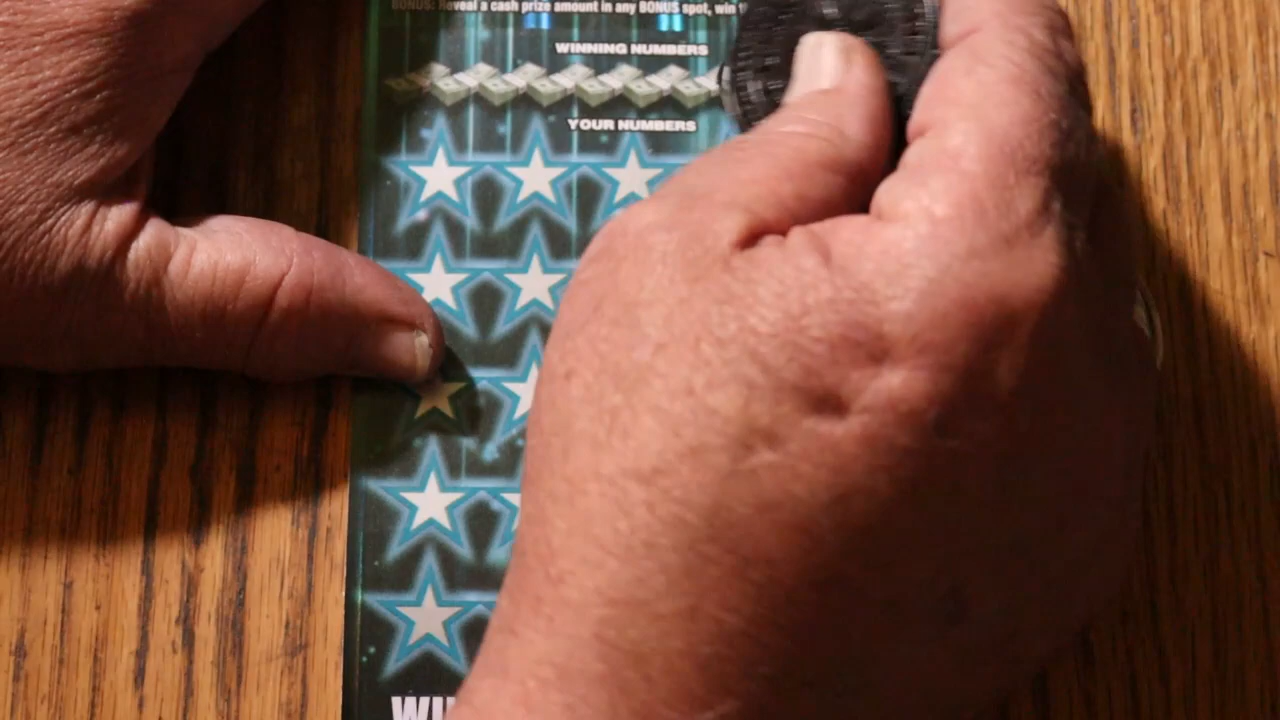 BONUS: Reveal a cash prize amount in any BONUS spot, win
WINNING NUMBERS
YOUR NUMBERS